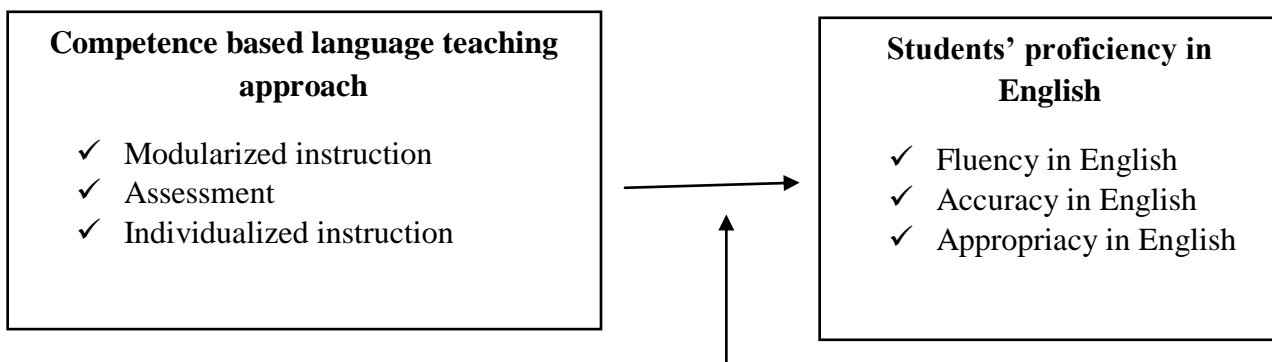 Competence based language teaching
approach
✓ Modularized instruction
✓ Assessment
✓ Individualized instruction
Students’ proficiency in
English
✓ Fluency in English
✓ Accuracy in English
✓ Appropriacy in English